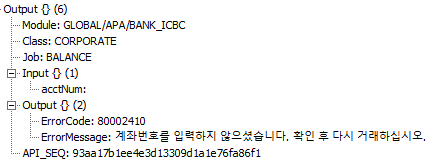 Output {} (6)
Module: GLOBAL/APA/BANK_ICBC
Class: CORPORATE
Job: BALANCE
Input {} (1)
acctNum:
Output {} (2)
ErrorCode: 80002410
ErrorMessage: 계좌번호를 입력하지 않으셨습니다. 확인 후 다시 거래하십시오.
API_SEQ: 93aa17b1ee4e3d13309d1a1e76fa86f1